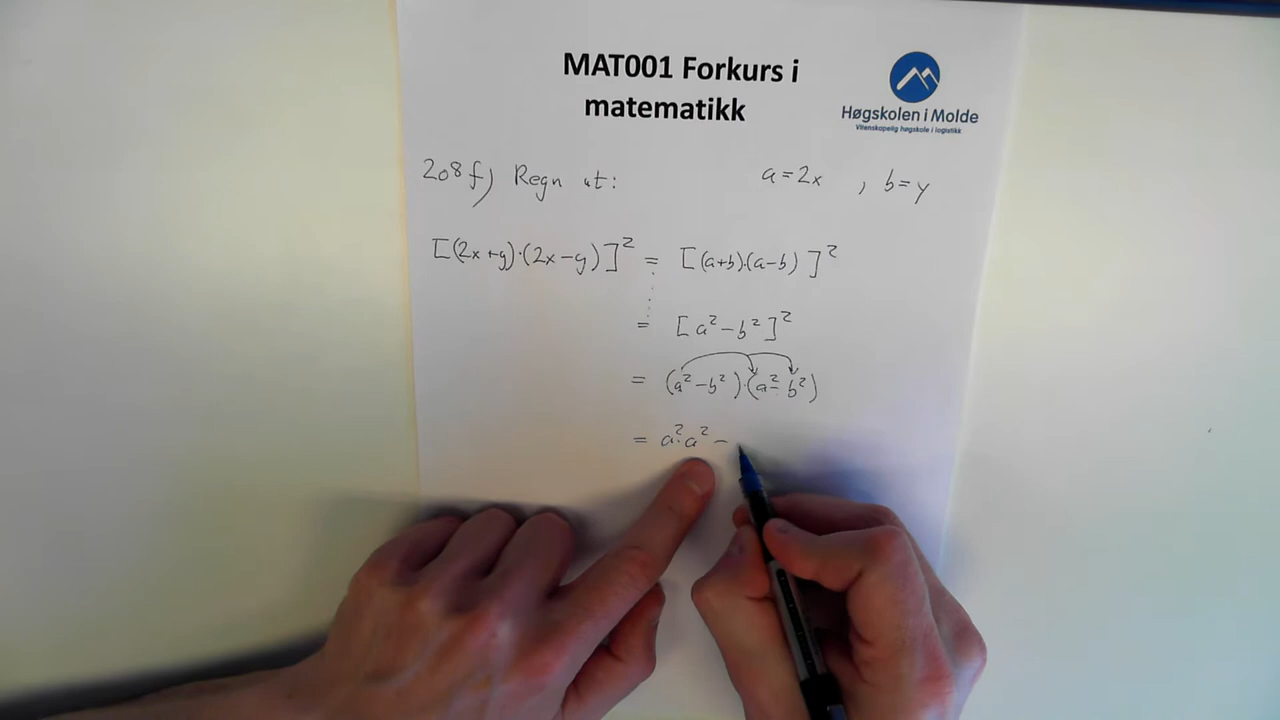 MAT001 Forkurs i
matematikk
Høgskolen i Molde
Vitenskapelig høgskole i logistikk
208f) Regn ut: a=2x , b=y
[(2x+y)·(2x-y)]² = [(a+b)·(a-b)]²
= [a²-b²]²
= (a²-b²)·(a²-b²)
= a²·a² -